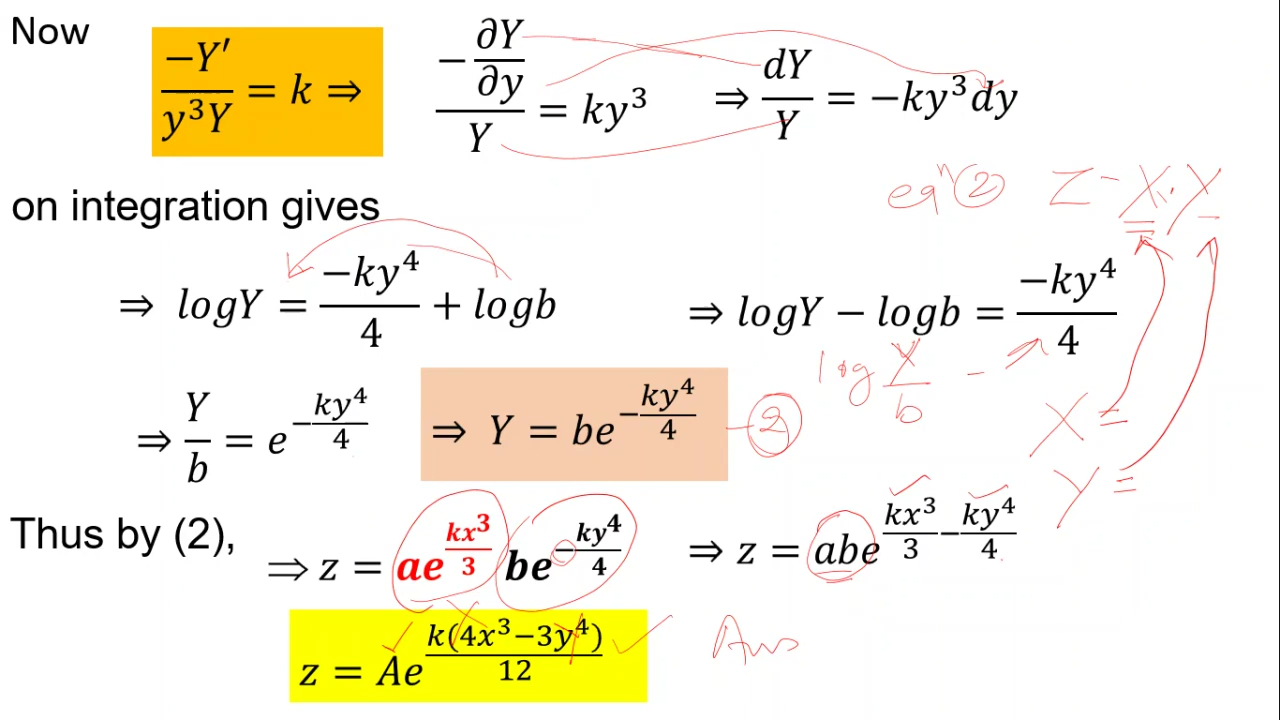 Now −Y′/y³Y = k ⇒ −(∂Y/∂y)/Y = ky³ ⇒ dY/Y = −ky³dy
on integration gives
eqⁿ ② Z = X · Y
⇒ logY = −ky⁴/4 + logb ⇒ logY − logb = −ky⁴/4
log Y/b =
⇒ Y/b = e^(−ky⁴/4) ⇒ Y = be^(−ky⁴/4) — ②
X =
Y =
Thus by (2), ⇒ z = ae^(kx³/3) be^(−ky⁴/4) ⇒ z = abe^(kx³/3 − ky⁴/4)
z = Ae^(k(4x³−3y⁴)/12) Ans